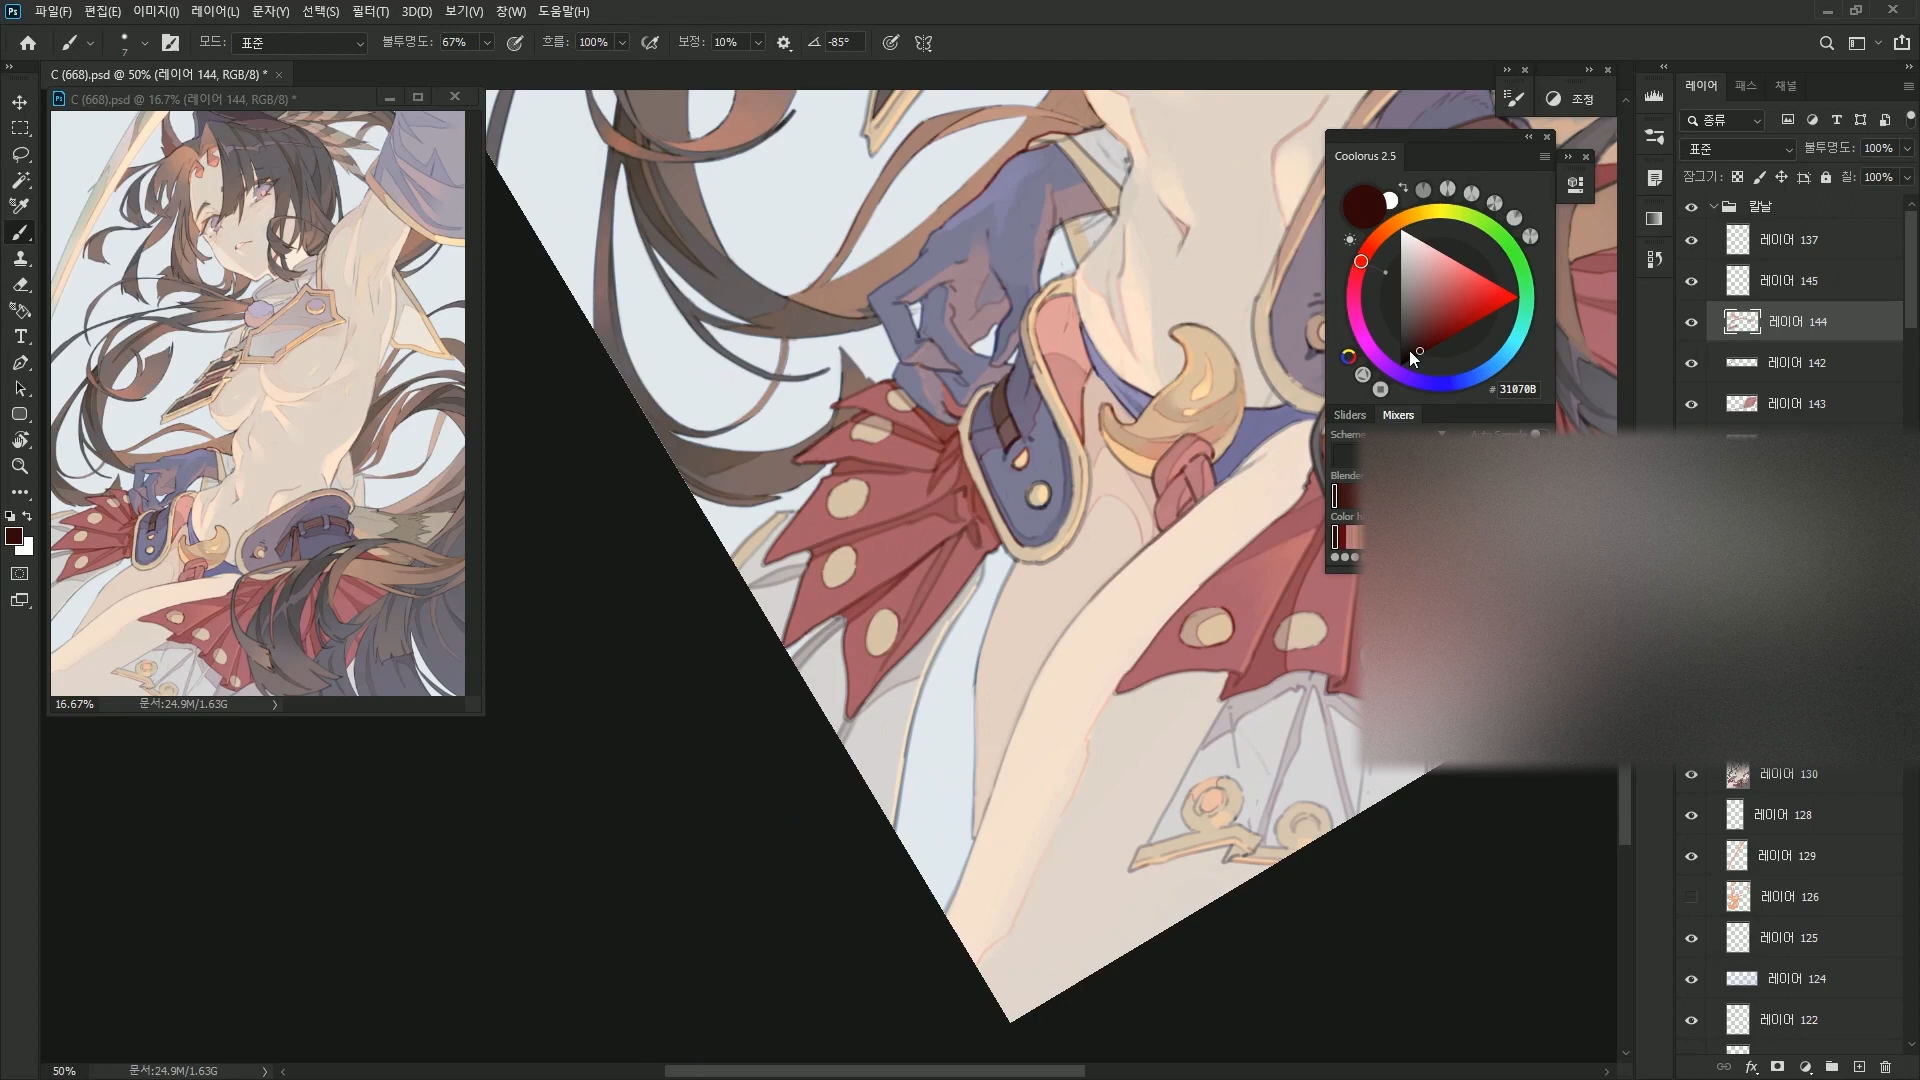 Ps 파일(F) 편집(E) 이미지(I) 레이어(L) 문자(Y) 선택(S) 필터(T) 3D(D) 보기(V) 창(W) 도움말(H)
7 모드: 표준 불투명도: 67% 흐름: 100% 보정: 10% -85°
C (668).psd @ 50% (레이어 144, RGB/8) *
C (668).psd @ 16.7% (레이어 144, RGB/8) *
16.67% 문서:24.9M/1.63G
조정
Coolorus 2.5
# 31070B
Sliders Mixers
Scheme
Color
레이어 패스 채널
종류
표준 불투명도: 100%
잠그기: 칠: 100%
칼날
레이어 137
레이어 145
레이어 144
레이어 142
레이어 143
레이어 130
레이어 128
레이어 129
레이어 126
레이어 125
레이어 124
레이어 122
50% 문서:24.9M/1.63G